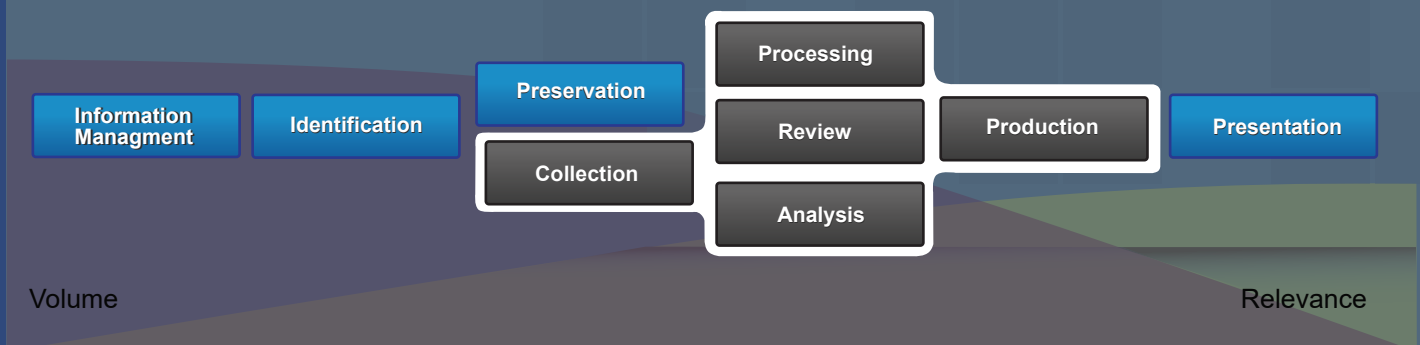 Information
Managment
Identification
Preservation
Collection
Processing
Review
Analysis
Production
Presentation
Volume
Relevance